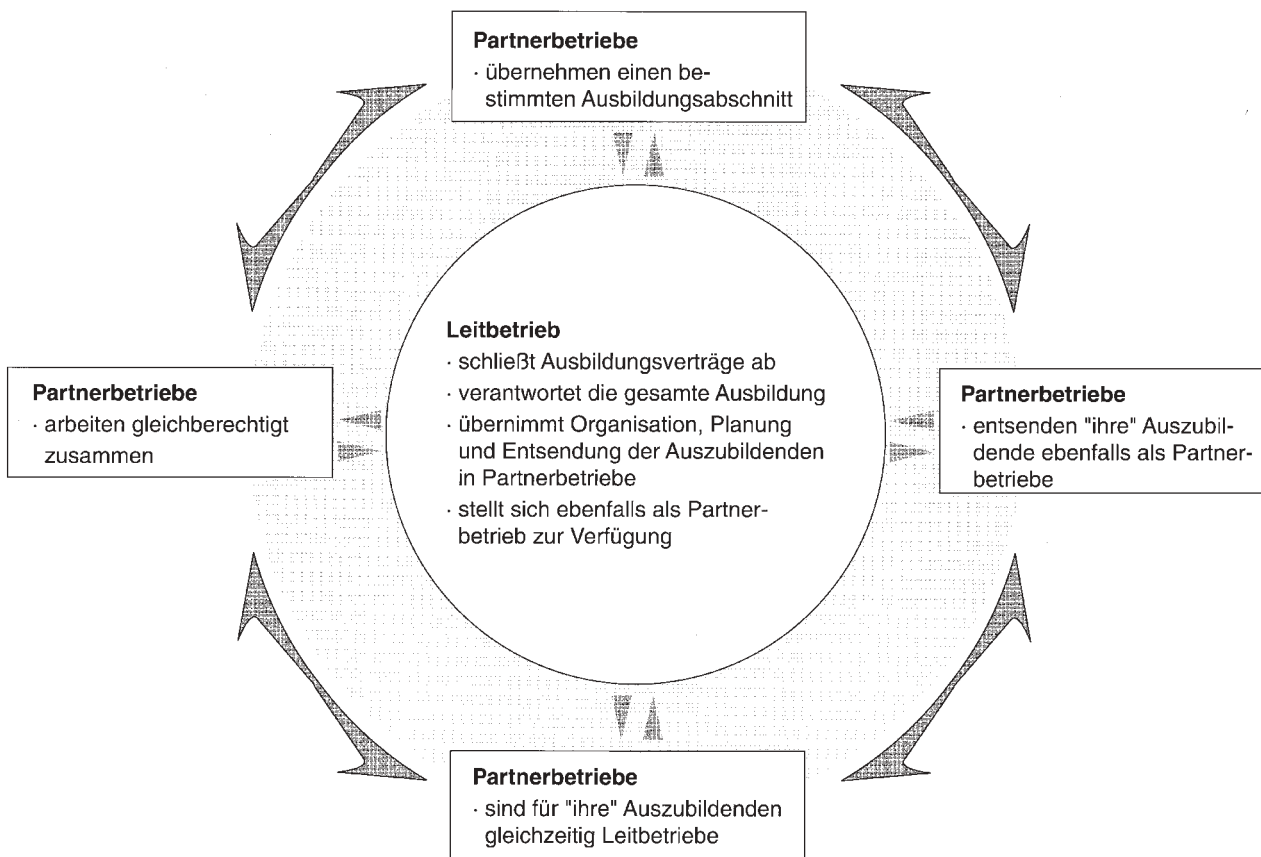 Partnerbetriebe
· übernehmen einen be-
stimmten Ausbildungsabschnitt
Leitbetrieb
· schließt Ausbildungsverträge ab
· verantwortet die gesamte Ausbildung
· übernimmt Organisation, Planung
und Entsendung der Auszubildenden
in Partnerbetriebe
· stellt sich ebenfalls als Partner-
betrieb zur Verfügung
Partnerbetriebe
· arbeiten gleichberechtigt
zusammen
Partnerbetriebe
· entsenden "ihre" Auszubil-
dende ebenfalls als Partner-
betriebe
Partnerbetriebe
· sind für "ihre" Auszubildenden
gleichzeitig Leitbetriebe